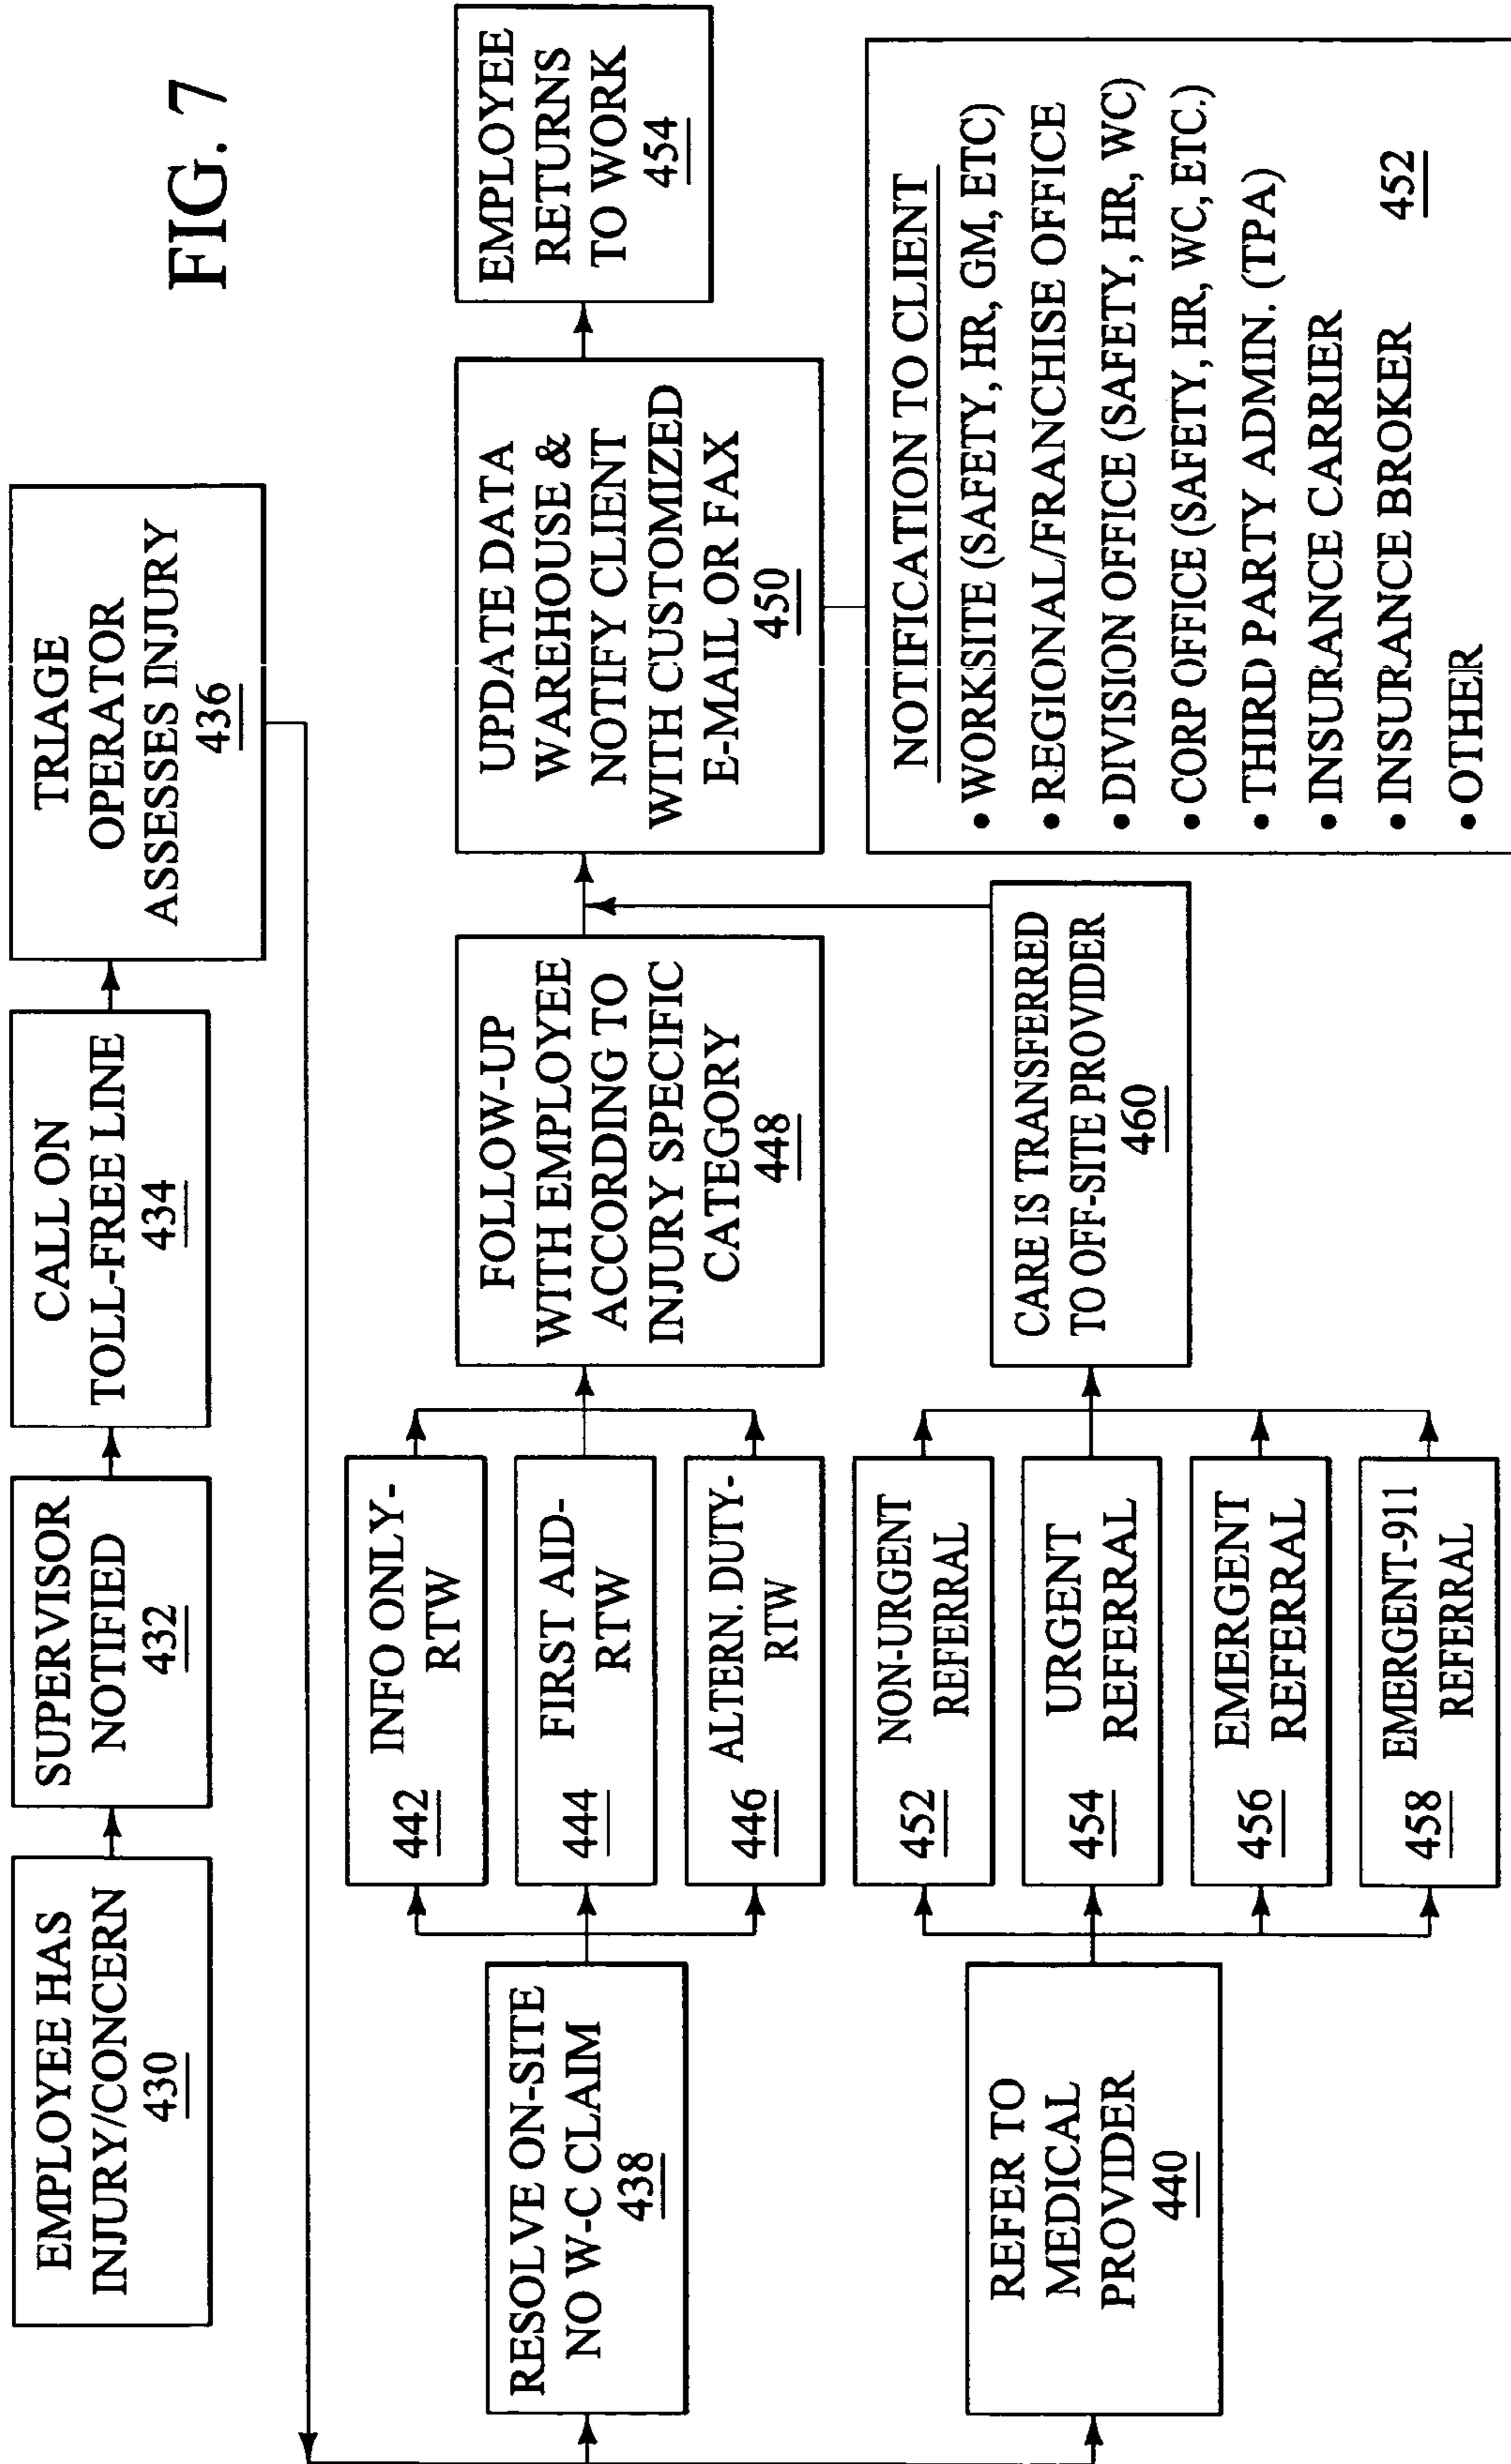 FIG. 7
EMPLOYEE HAS
INJURY/CONCERN
430
SUPERVISOR
NOTIFIED
432
CALL ON
TOLL-FREE LINE
434
TRIAGE
OPERATOR
ASSESSES INJURY
436
RESOLVE ON-SITE
NO W-C CLAIM
438
REFER TO
MEDICAL
PROVIDER
440
INFO ONLY-
442 RTW
FIRST AID-
444 RTW
ALTERN. DUTY-
446 RTW
NON-URGENT
452 REFERRAL
URGENT
454 REFERRAL
EMERGENT
456 REFERRAL
EMERGENT-911
458 REFERRAL
FOLLOW-UP
WITH EMPLOYEE
ACCORDING TO
INJURY SPECIFIC
CATEGORY
448
CARE IS TRANSFERRED
TO OFF-SITE PROVIDER
460
UPDATE DATA
WAREHOUSE &
NOTIFY CLIENT
WITH CUSTOMIZED
E-MAIL OR FAX
450
EMPLOYEE
RETURNS
TO WORK
454
NOTIFICATION TO CLIENT
• WORKSITE (SAFETY, HR, GM, ETC)
• REGIONAL/FRANCHISE OFFICE
• DIVISION OFFICE (SAFETY, HR, WC)
• CORP OFFICE (SAFETY, HR, WC, ETC.)
• THIRD PARTY ADMIN. (TPA)
• INSURANCE CARRIER
• INSURANCE BROKER 452
• OTHER